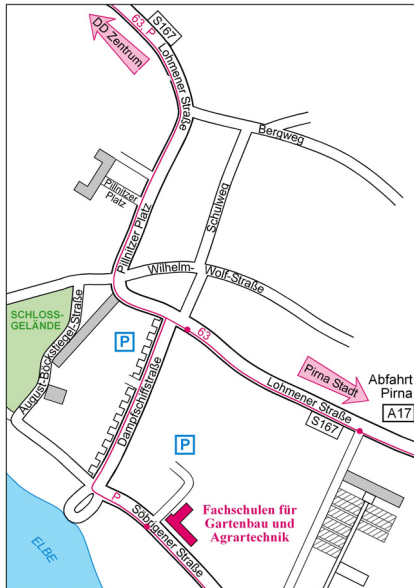 63, P
S167
DD Zentrum
Lohmener Straße
Bergweg
Pillnitzer
Platz
Schulweg
Pillnitzer Platz
Wilhelm-
Wolf-Straße
SCHLOSS-
GELÄNDE
August-Böckstiegel-Straße
P
63
Dampfschiffstraße
Pirna Stadt
Abfahrt
Pirna
A17
Lohmener Straße
S167
P
P
Söbrigener Straße
Fachschulen für
Gartenbau und
Agrartechnik
ELBE